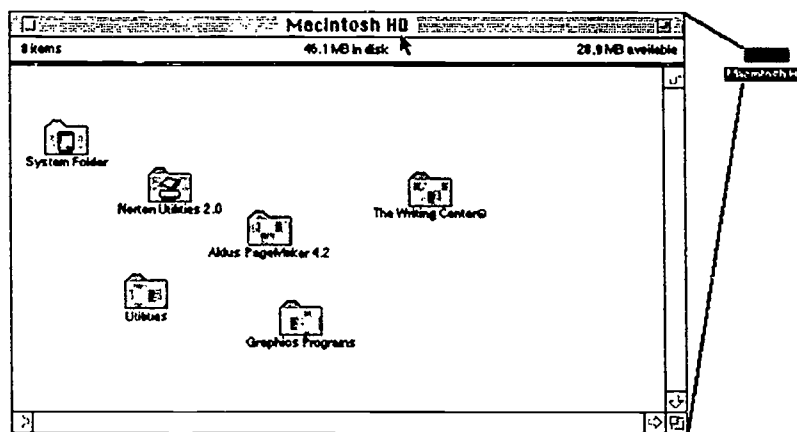 Macintosh HD
8 items 46.1 MB in disk 28.9 MB available
Macintosh H
System Folder
Norton Utilities 2.0
The Writing Center©
Aldus PageMaker 4.2
Utilities
Graphics Programs